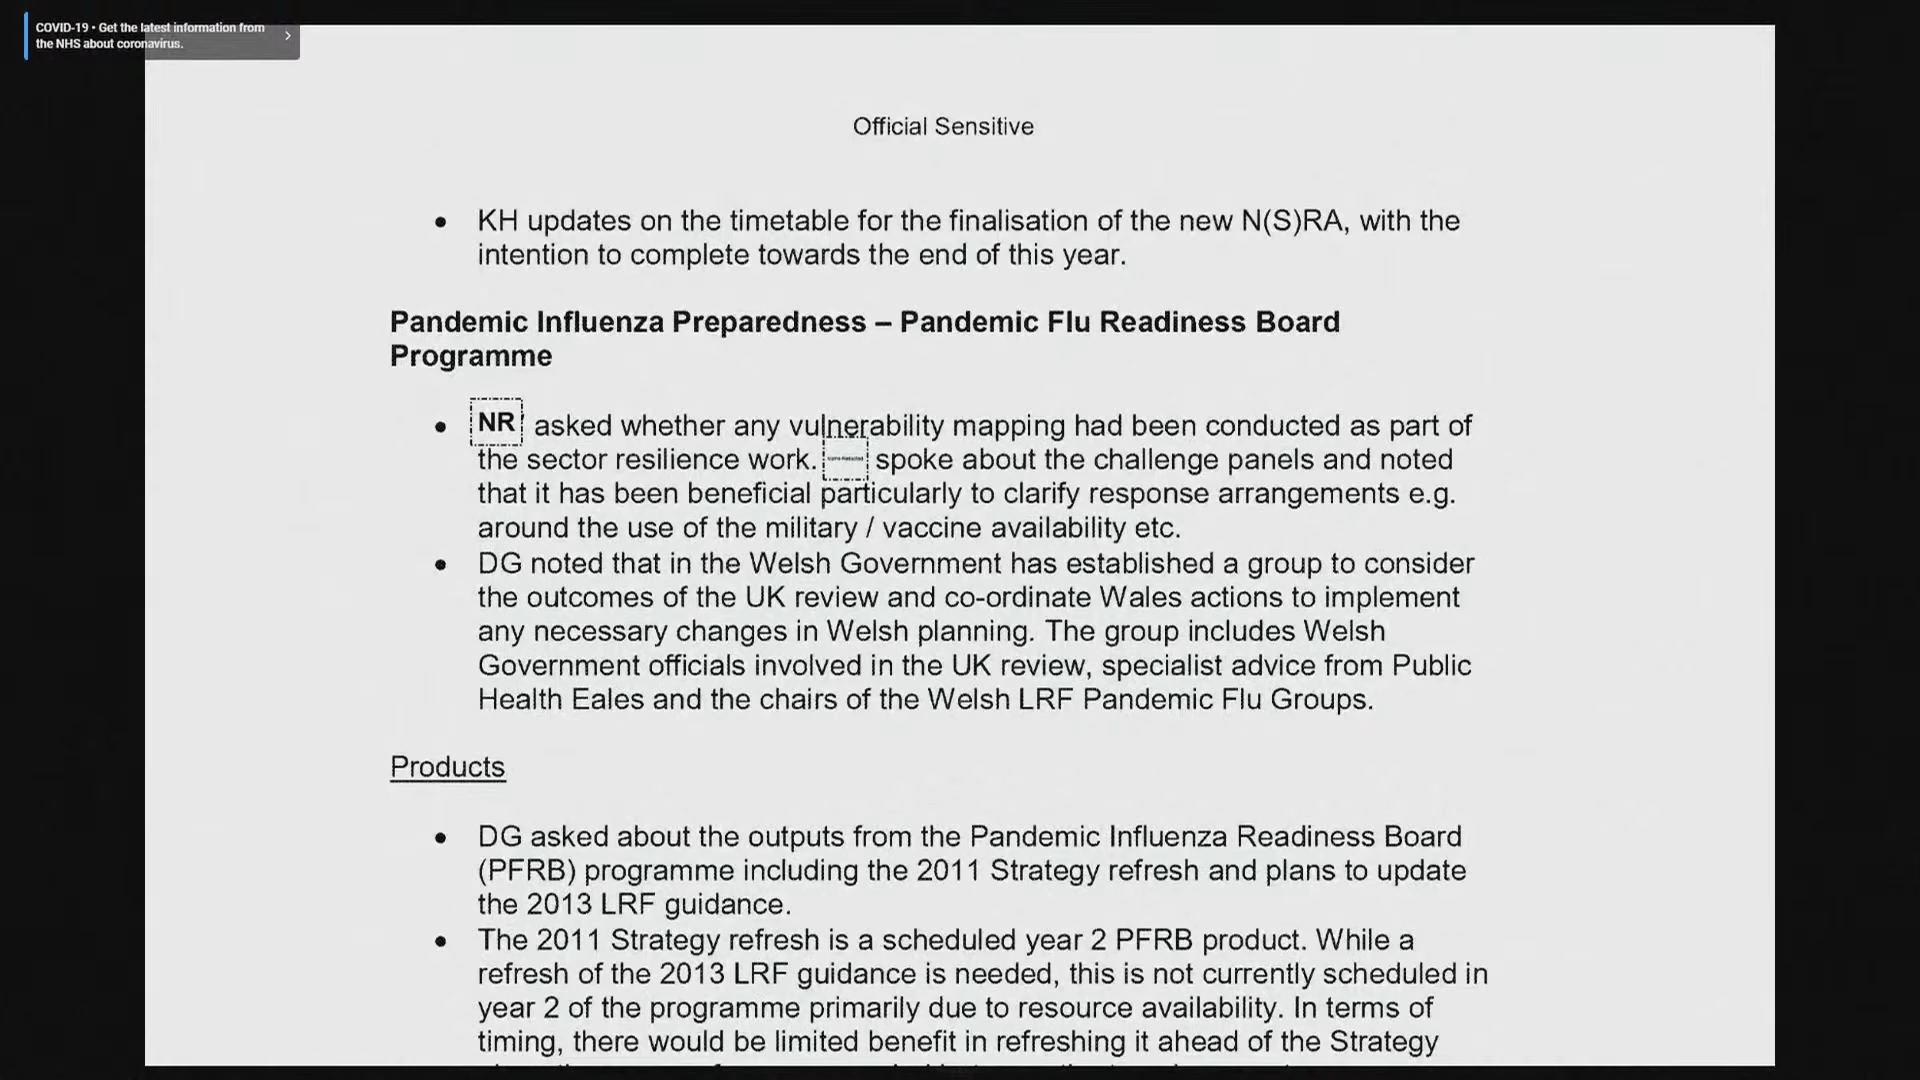 COVID-19 • Get the latest information from
the NHS about coronavirus.
Official Sensitive
• KH updates on the timetable for the finalisation of the new N(S)RA, with the
intention to complete towards the end of this year.
Pandemic Influenza Preparedness – Pandemic Flu Readiness Board
Programme
• NR asked whether any vulnerability mapping had been conducted as part of
the sector resilience work. spoke about the challenge panels and noted
that it has been beneficial particularly to clarify response arrangements e.g.
around the use of the military / vaccine availability etc.
• DG noted that in the Welsh Government has established a group to consider
the outcomes of the UK review and co-ordinate Wales actions to implement
any necessary changes in Welsh planning. The group includes Welsh
Government officials involved in the UK review, specialist advice from Public
Health Eales and the chairs of the Welsh LRF Pandemic Flu Groups.
Products
• DG asked about the outputs from the Pandemic Influenza Readiness Board
(PFRB) programme including the 2011 Strategy refresh and plans to update
the 2013 LRF guidance.
• The 2011 Strategy refresh is a scheduled year 2 PFRB product. While a
refresh of the 2013 LRF guidance is needed, this is not currently scheduled in
year 2 of the programme primarily due to resource availability. In terms of
timing, there would be limited benefit in refreshing it ahead of the Strategy